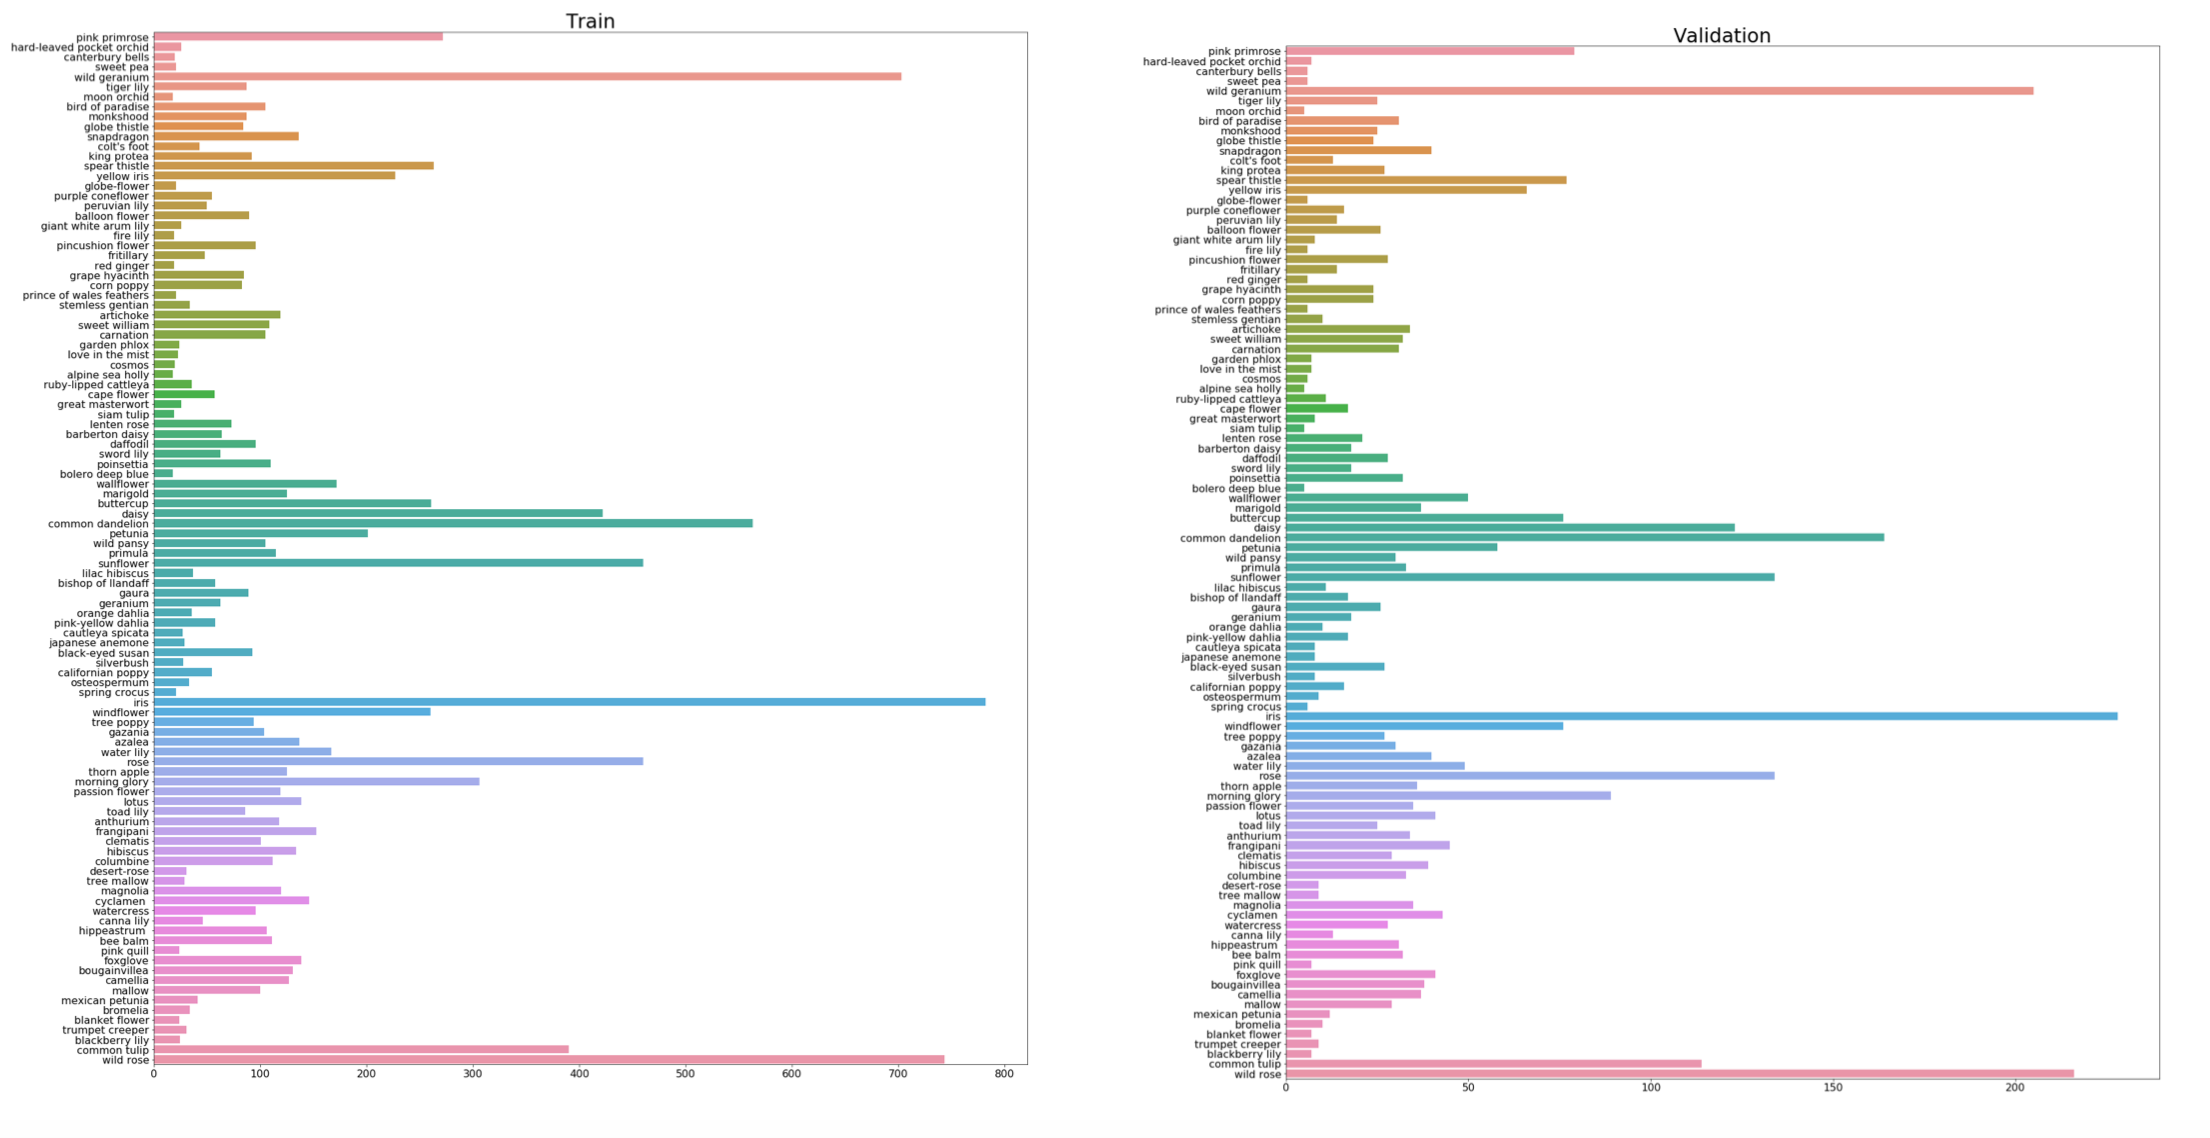 Train
pink primrose
hard-leaved pocket orchid
canterbury bells
sweet pea
wild geranium
tiger lily
moon orchid
bird of paradise
monkshood
globe thistle
snapdragon
colt's foot
king protea
spear thistle
yellow iris
globe-flower
purple coneflower
peruvian lily
balloon flower
giant white arum lily
fire lily
pincushion flower
fritillary
red ginger
grape hyacinth
corn poppy
prince of wales feathers
stemless gentian
artichoke
sweet william
carnation
garden phlox
love in the mist
cosmos
alpine sea holly
ruby-lipped cattleya
cape flower
great masterwort
siam tulip
lenten rose
barberton daisy
daffodil
sword lily
poinsettia
bolero deep blue
wallflower
marigold
buttercup
daisy
common dandelion
petunia
wild pansy
primula
sunflower
lilac hibiscus
bishop of llandaff
gaura
geranium
orange dahlia
pink-yellow dahlia
cautleya spicata
japanese anemone
black-eyed susan
silverbush
californian poppy
osteospermum
spring crocus
iris
windflower
tree poppy
gazania
azalea
water lily
rose
thorn apple
morning glory
passion flower
lotus
toad lily
anthurium
frangipani
clematis
hibiscus
columbine
desert-rose
tree mallow
magnolia
cyclamen
watercress
canna lily
hippeastrum
bee balm
pink quill
foxglove
bougainvillea
camellia
mallow
mexican petunia
bromelia
blanket flower
trumpet creeper
blackberry lily
common tulip
wild rose
0 100 200 300 400 500 600 700 800
Validation
pink primrose
hard-leaved pocket orchid
canterbury bells
sweet pea
wild geranium
tiger lily
moon orchid
bird of paradise
monkshood
globe thistle
snapdragon
colt's foot
king protea
spear thistle
yellow iris
globe-flower
purple coneflower
peruvian lily
balloon flower
giant white arum lily
fire lily
pincushion flower
fritillary
red ginger
grape hyacinth
corn poppy
prince of wales feathers
stemless gentian
artichoke
sweet william
carnation
garden phlox
love in the mist
cosmos
alpine sea holly
ruby-lipped cattleya
cape flower
great masterwort
siam tulip
lenten rose
barberton daisy
daffodil
sword lily
poinsettia
bolero deep blue
wallflower
marigold
buttercup
daisy
common dandelion
petunia
wild pansy
primula
sunflower
lilac hibiscus
bishop of llandaff
gaura
geranium
orange dahlia
pink-yellow dahlia
cautleya spicata
japanese anemone
black-eyed susan
silverbush
californian poppy
osteospermum
spring crocus
iris
windflower
tree poppy
gazania
azalea
water lily
rose
thorn apple
morning glory
passion flower
lotus
toad lily
anthurium
frangipani
clematis
hibiscus
columbine
desert-rose
tree mallow
magnolia
cyclamen
watercress
canna lily
hippeastrum
bee balm
pink quill
foxglove
bougainvillea
camellia
mallow
mexican petunia
bromelia
blanket flower
trumpet creeper
blackberry lily
common tulip
wild rose
0 50 100 150 200